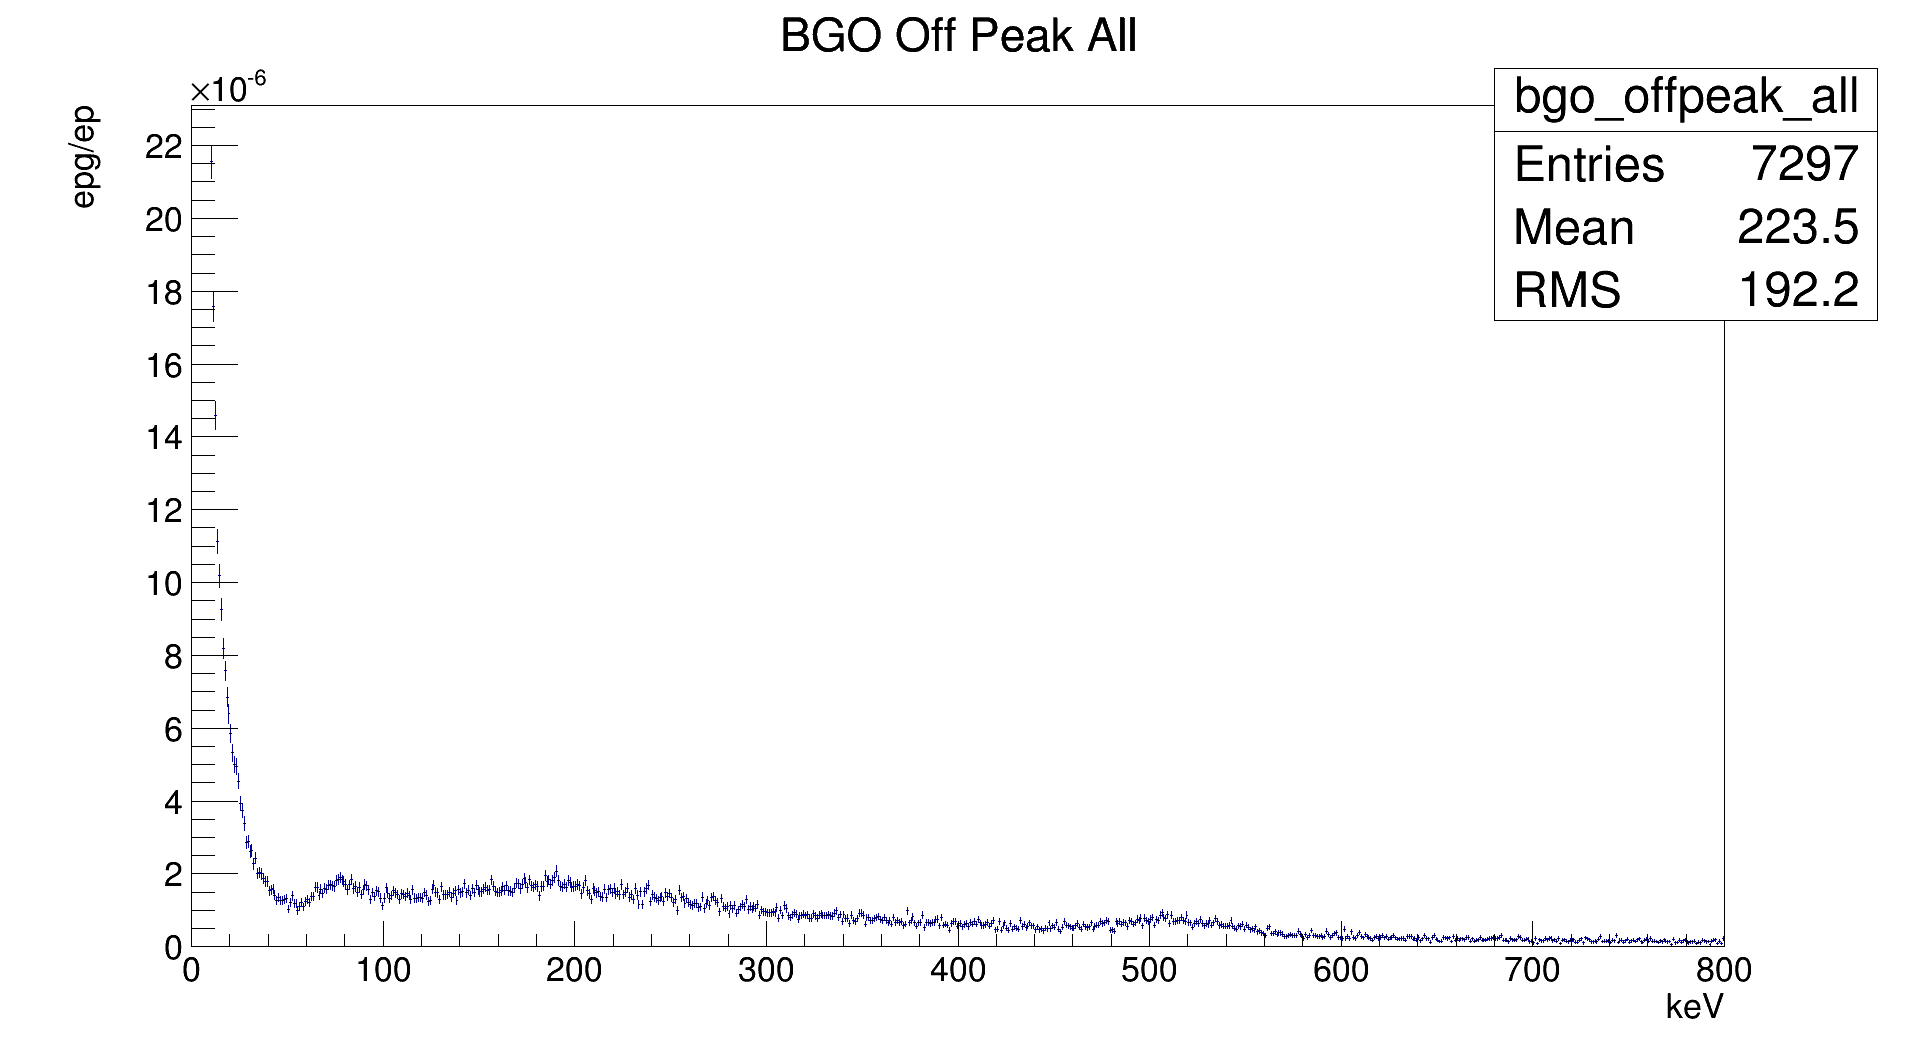 BGO Off Peak All
×10-6
epg/ep
bgo_offpeak_all
Entries 7297
Mean 223.5
RMS 192.2
22
20
18
16
14
12
10
8
6
4
2
0
0 100 200 300 400 500 600 700 800
keV